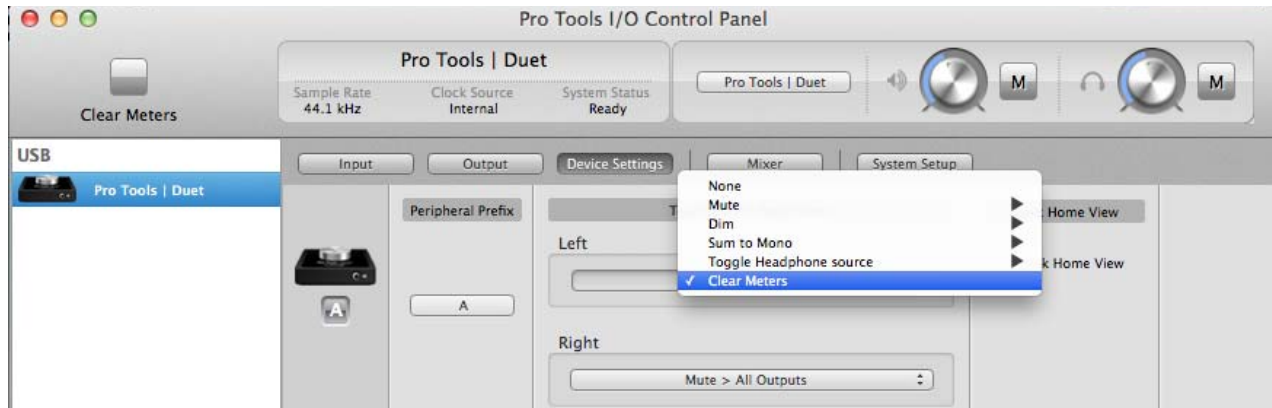 Pro Tools I/O Control Panel
Clear Meters
Pro Tools | Duet
Sample Rate
44.1 kHz
Clock Source
Internal
System Status
Ready
Pro Tools | Duet
M
M
USB
Pro Tools | Duet
Input
Output
Device Settings
Mixer
System Setup
A
Peripheral Prefix
A
Left
None
Mute
Dim
Sum to Mono
Toggle Headphone source
✓ Clear Meters
Right
Mute > All Outputs
Home View
Home View